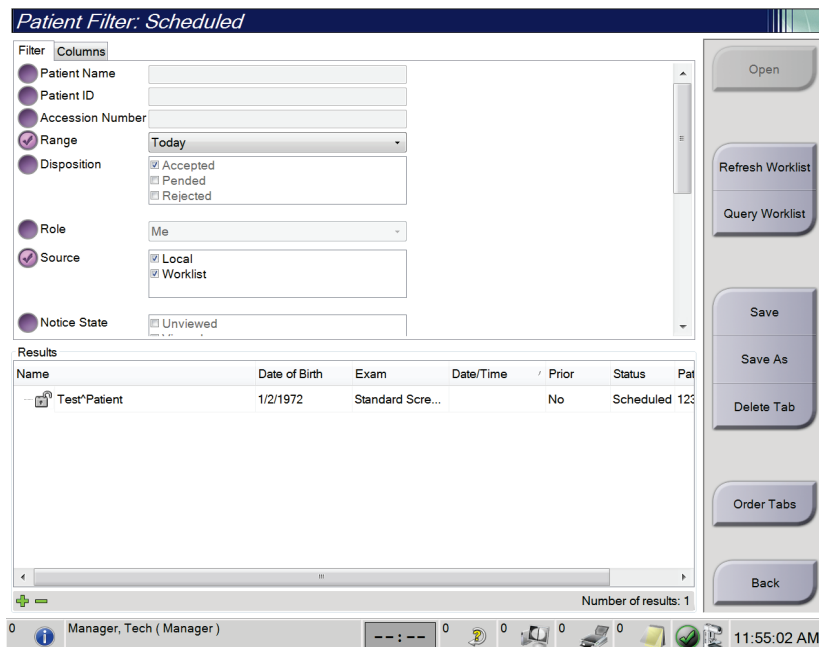 Patient Filter: Scheduled
Filter Columns
Patient Name
Patient ID
Accession Number
Range Today
Disposition Accepted
Pended
Rejected
Role Me
Source Local
Worklist
Notice State Unviewed
Results
Name Date of Birth Exam Date/Time Prior Status Pat
Test^Patient 1/2/1972 Standard Scre... No Scheduled 123
Number of results: 1
Open
Refresh Worklist
Query Worklist
Save
Save As
Delete Tab
Order Tabs
Back
0 Manager, Tech ( Manager ) --:-- 0 0 0 0 11:55:02 AM